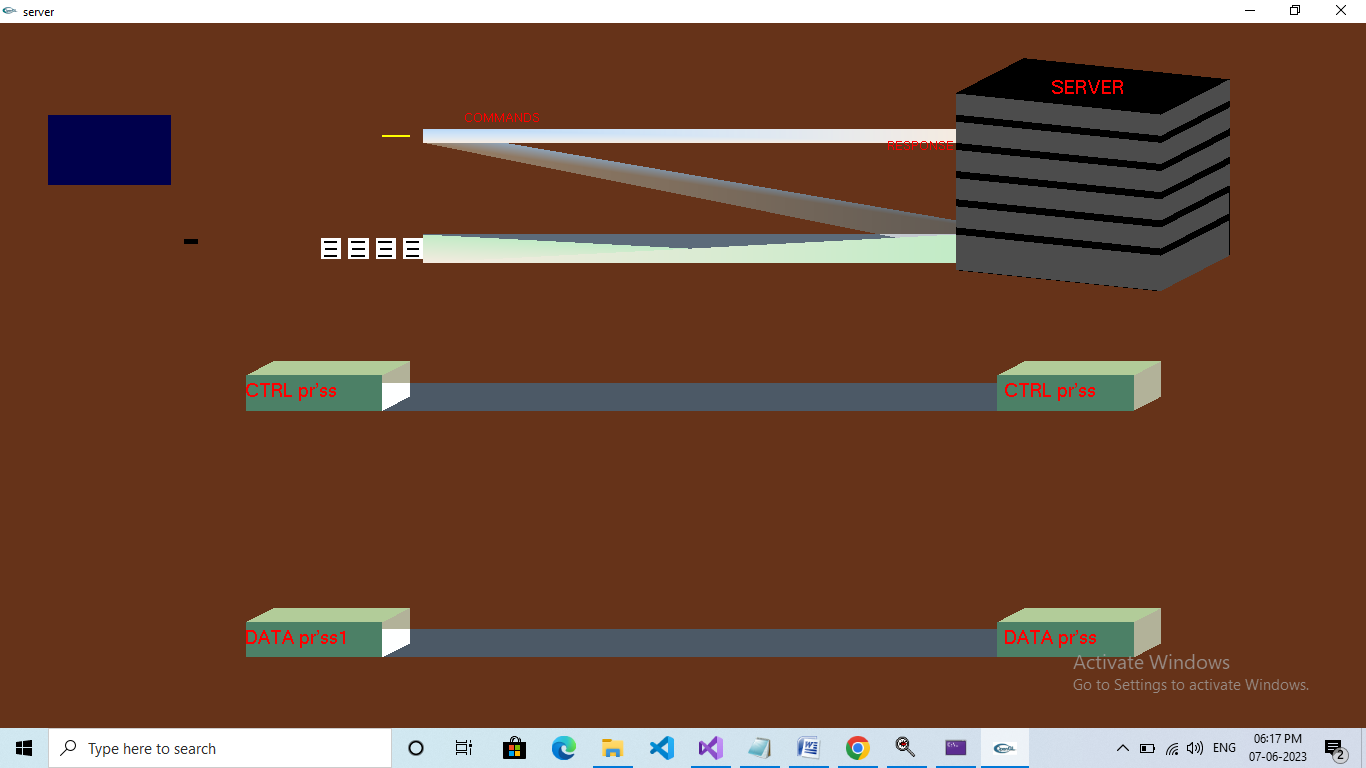 server
SERVER
COMMANDS
RESPONSE
CTRL pr'ss
CTRL pr'ss
DATA pr'ss1
DATA pr'ss
Activate Windows
Go to Settings to activate Windows.
Type here to search
ENG
06:17 PM
07-06-2023
2